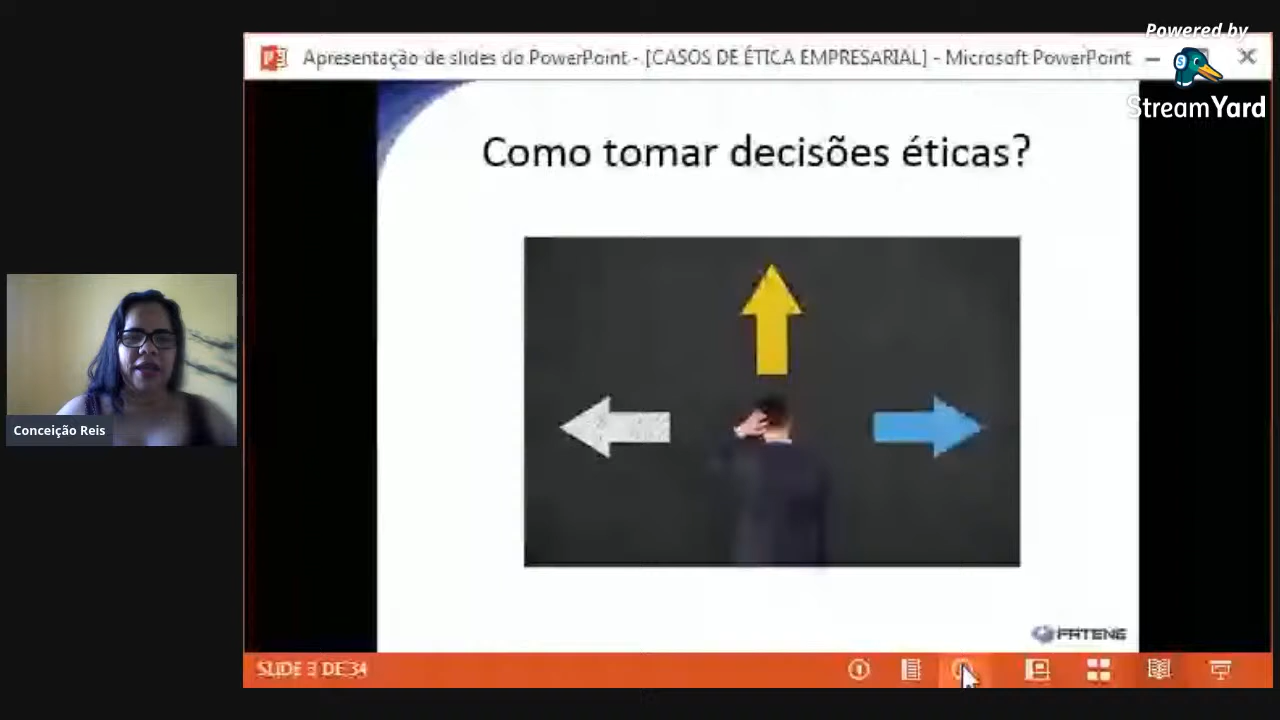 Powered by
StreamYard
Apresentação de slides do PowerPoint - [CASOS DE ÉTICA EMPRESARIAL] - Microsoft PowerPoint
Como tomar decisões éticas?
Conceição Reis
FATENE
SLIDE 3 DE 34